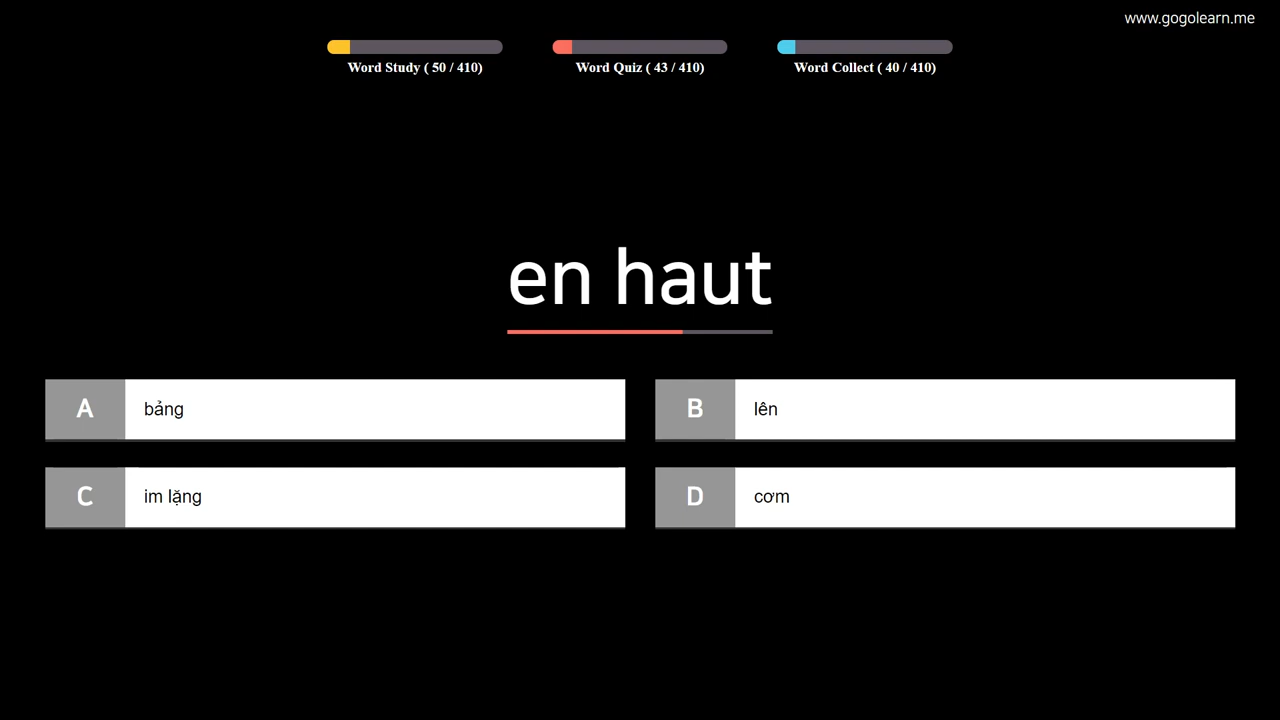 www.gogolearn.me
Word Study ( 50 / 410)
Word Quiz ( 43 / 410)
Word Collect ( 40 / 410)
en haut
A bảng
B lên
C im lặng
D cơm